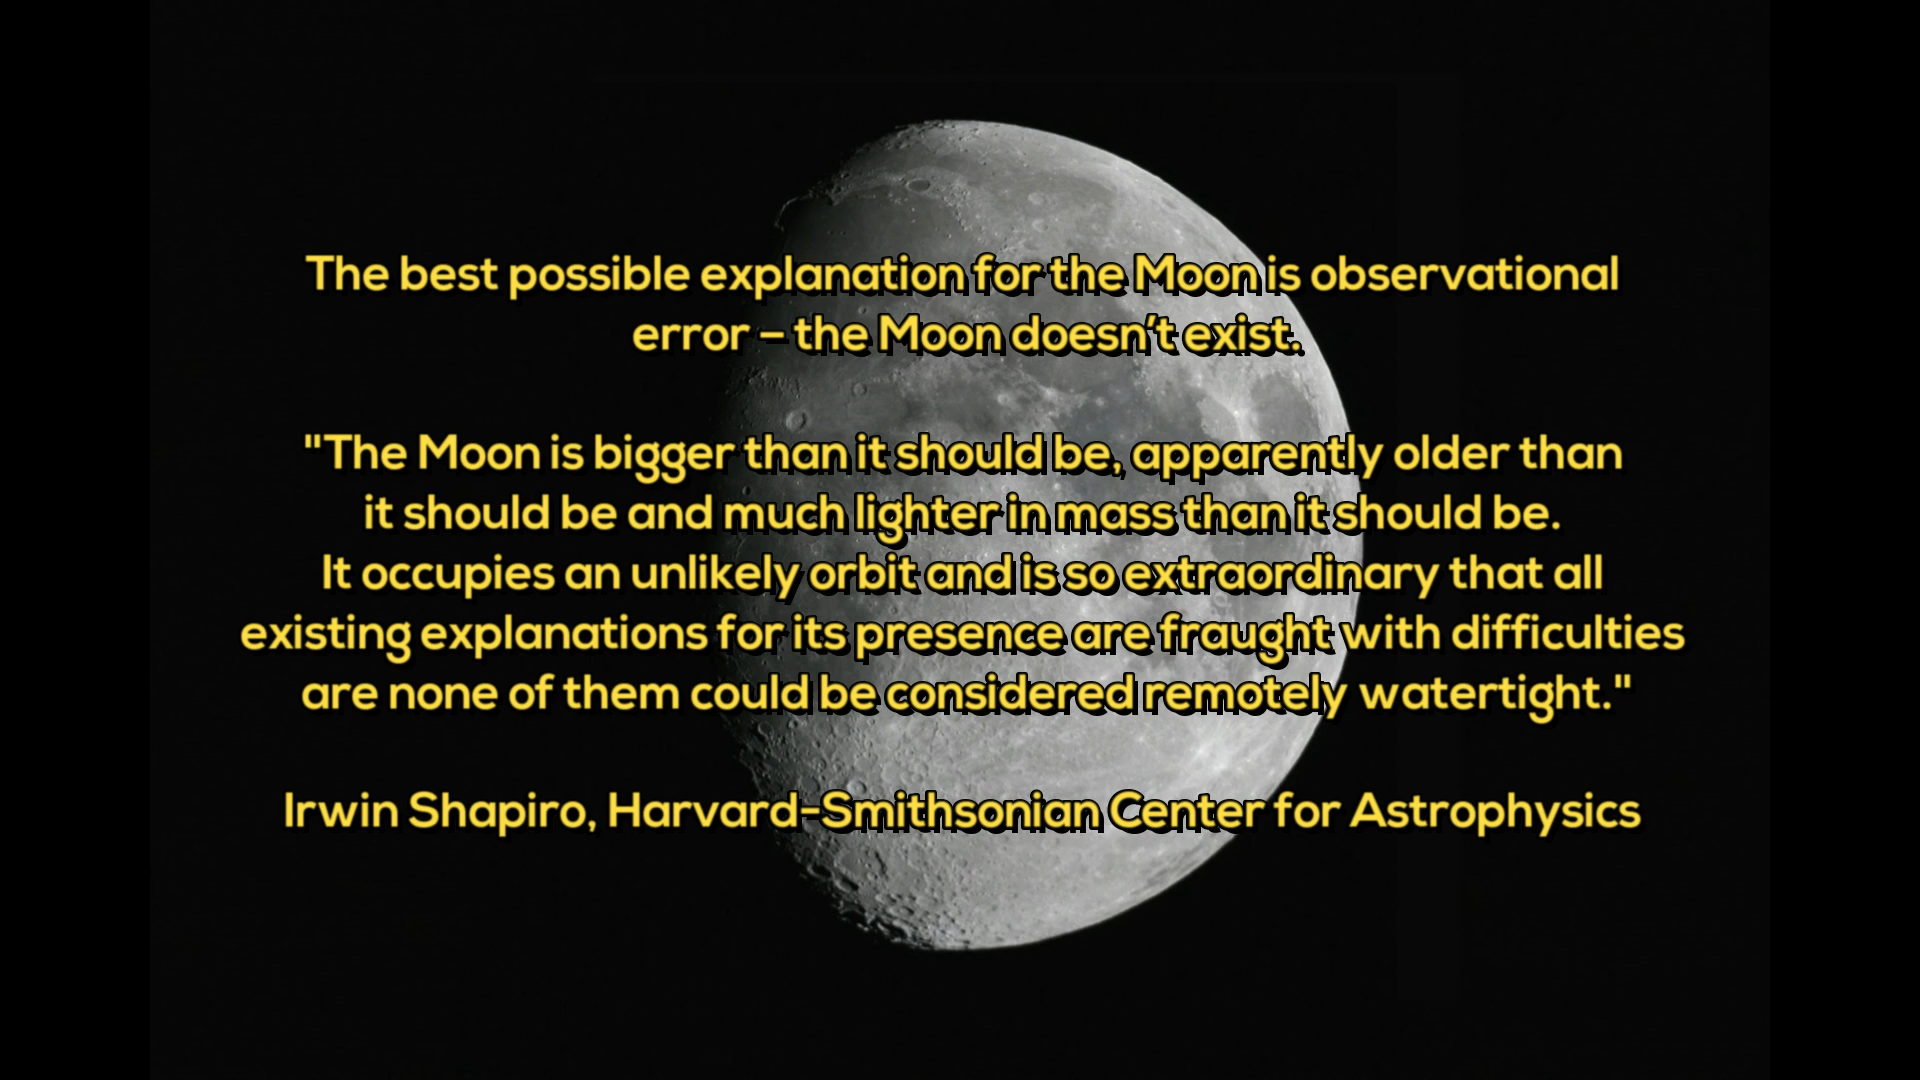 The best possible explanation for the Moon is observational
error – the Moon doesn’t exist.
"The Moon is bigger than it should be, apparently older than
it should be and much lighter in mass than it should be.
It occupies an unlikely orbit and is so extraordinary that all
existing explanations for its presence are fraught with difficulties
are none of them could be considered remotely watertight."
Irwin Shapiro, Harvard-Smithsonian Center for Astrophysics